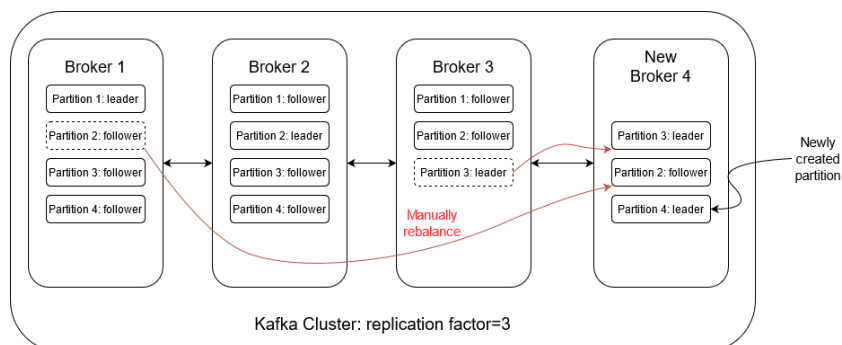 Broker 1
Partition 1: leader
Partition 2: follower
Partition 3: follower
Partition 4: follower
Broker 2
Partition 1: follower
Partition 2: leader
Partition 3: follower
Partition 4: follower
Broker 3
Partition 1: follower
Partition 2: follower
Partition 3: leader
New
Broker 4
Partition 3: leader
Partition 2: follower
Partition 4: leader
Newly
created
partition
Manually
rebalance
Kafka Cluster: replication factor=3